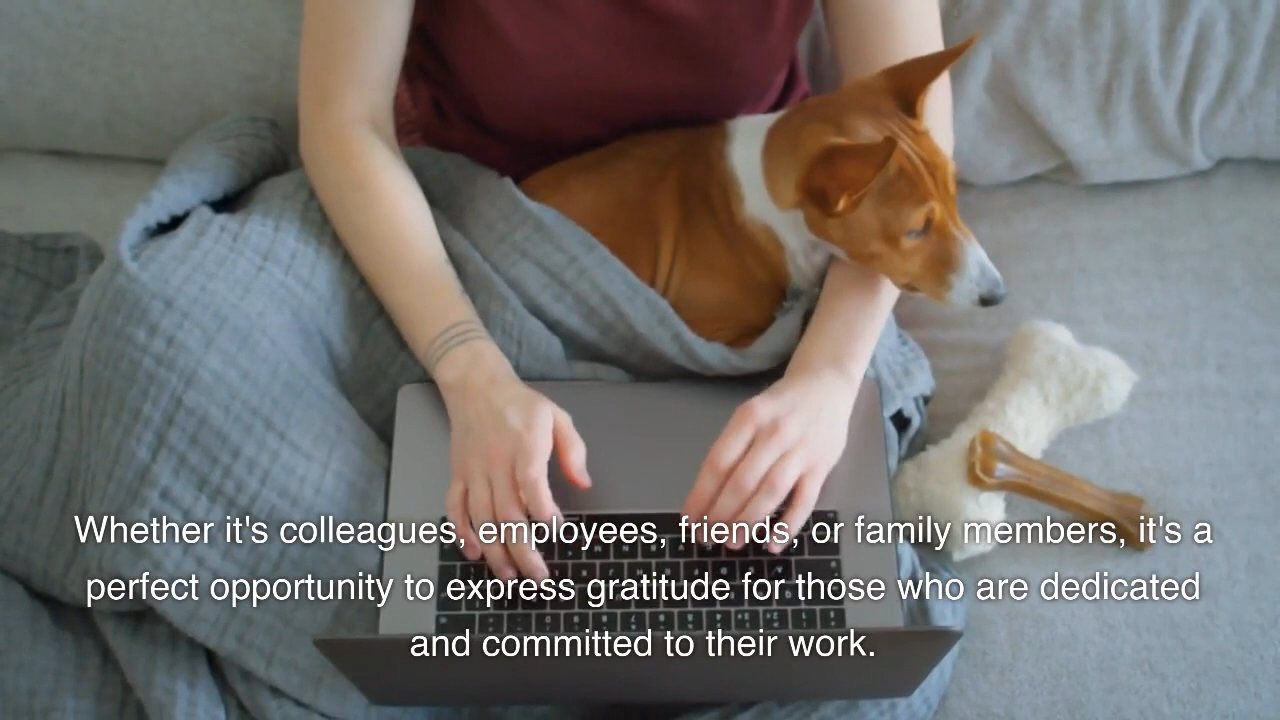 Whether it's colleagues, employees, friends, or family members, it's a
perfect opportunity to express gratitude for those who are dedicated
and committed to their work.